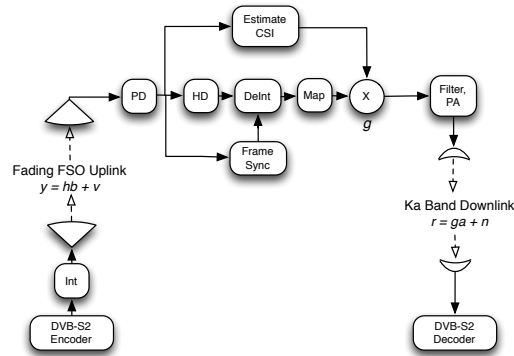 Estimate
CSI
PD
HD
DeInt
Map
X
g
Filter,
PA
Frame
Sync
Fading FSO Uplink
y = hb + v
Ka Band Downlink
r = ga + n
Int
DVB-S2
Encoder
DVB-S2
Decoder